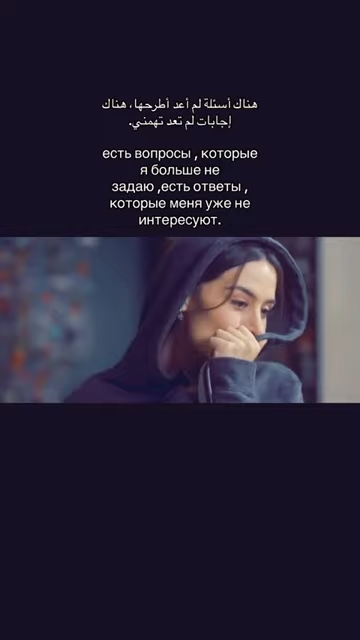 هناك أسئلة لم أعد أطرحها، هناك
إجابات لم تعد تهمني.
есть вопросы , которые
я больше не
задаю ,есть ответы ,
которые меня уже не
интересуют.